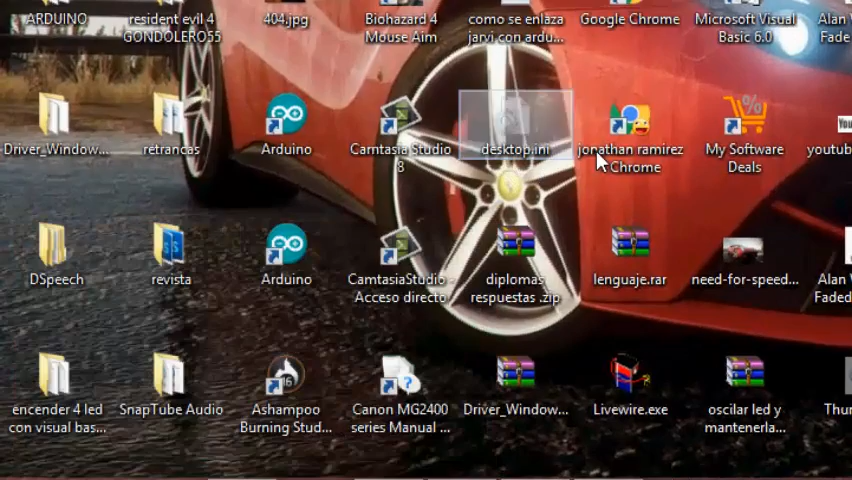 ARDUINO
resident evil 4
GONDOLERO55
404.jpg
Biohazard 4
Mouse Aim
como se enlaza
jarvi con ardu...
Google Chrome
Microsoft Visual
Basic 6.0
Alan
Fade
Driver_Window...
retrancas
Arduino
Camtasia Studio
8
desktop.ini
jonathan ramirez
- Chrome
My Software
Deals
You
youtub
DSpeech
revista
Arduino
CamtasiaStudio -
Acceso directo
diplomas
respuestas .zip
lenguaje.rar
need-for-speed...
Alan
Faded
encender 4 led
con visual bas...
SnapTube Audio
16
Ashampoo
Burning Stud...
Canon MG2400
series Manual ...
Driver_Window...
Livewire.exe
oscilar led y
mantenerla...
Thu